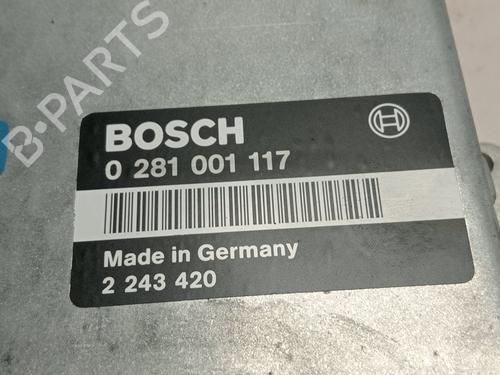 B-PARTS
BOSCH
0 281 001 117
Made in Germany
2 243 420